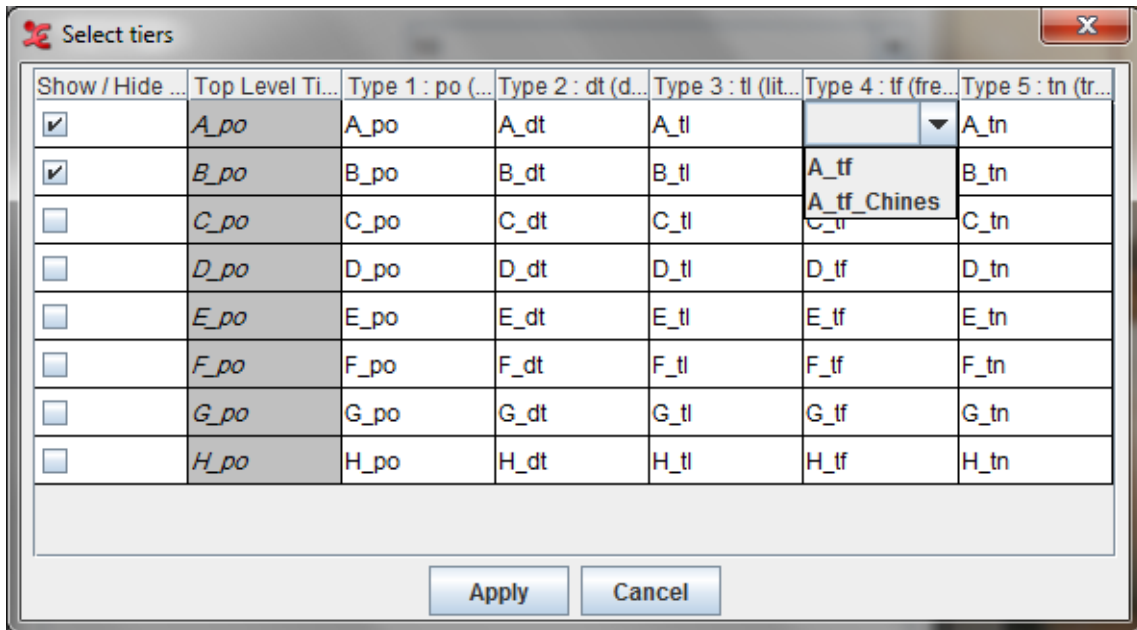 Select tiers
Show / Hide ... Top Level Ti... Type 1 : po (... Type 2 : dt (d... Type 3 : tl (lit... Type 4 : tf (fre... Type 5 : tn (tr...
A_po A_po A_dt A_tl A_tn
B_po B_po B_dt B_tl A_tf B_tn
A_tf_Chines
C_po C_po C_dt C_tl C_tf C_tn
D_po D_po D_dt D_tl D_tf D_tn
E_po E_po E_dt E_tl E_tf E_tn
F_po F_po F_dt F_tl F_tf F_tn
G_po G_po G_dt G_tl G_tf G_tn
H_po H_po H_dt H_tl H_tf H_tn
Apply Cancel